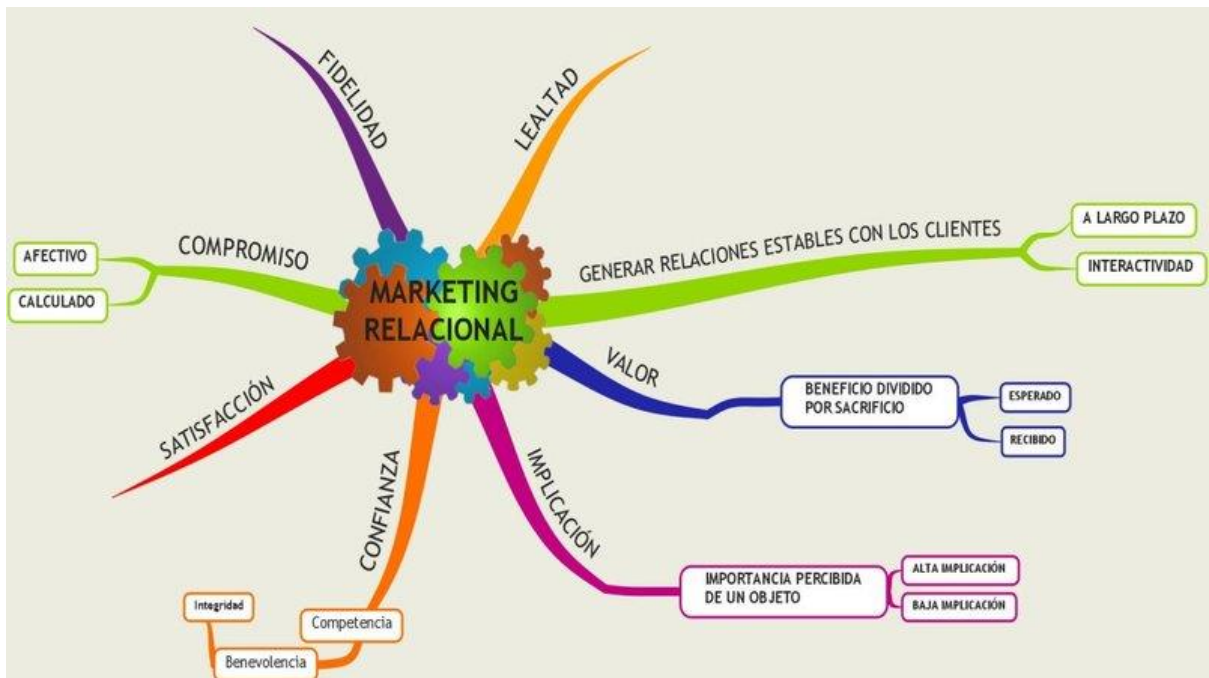 FIDELIDAD
LEALTAD
GENERAR RELACIONES ESTABLES CON LOS CLIENTES
A LARGO PLAZO
INTERACTIVIDAD
COMPROMISO
AFECTIVO
CALCULADO
MARKETING
RELACIONAL
VALOR
BENEFICIO DIVIDIDO
POR SACRIFICIO
ESPERADO
RECIBIDO
SATISFACCIÓN
CONFIANZA
Competencia
Benevolencia
Integridad
IMPLICACIÓN
IMPORTANCIA PERCIBIDA
DE UN OBJETO
ALTA IMPLICACIÓN
BAJA IMPLICACIÓN